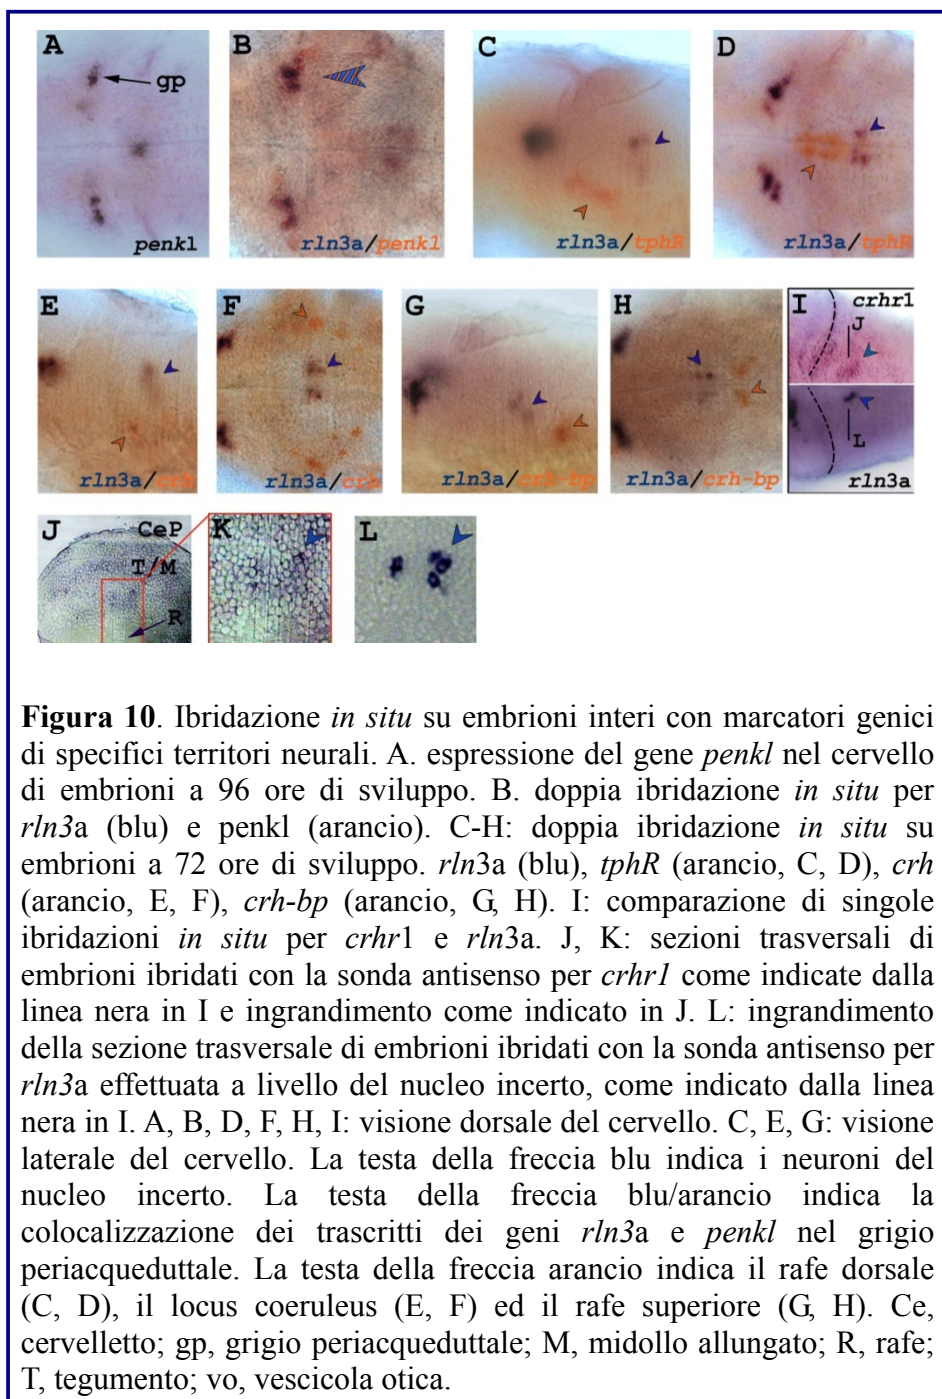 A
B
C
D
gp
penkl
rln3a/penkl
rln3a/tphR
rln3a/tphR
E
F
G
H
I
crhr1
J
L
rln3a/crh
rln3a/crh
rln3a/crh-bp
rln3a/crh-bp
rln3a
J
CeP
K
L
T/M
R
Figura 10. Ibridazione in situ su embrioni interi con marcatori genici
di specifici territori neurali. A. espressione del gene penkl nel cervello
di embrioni a 96 ore di sviluppo. B. doppia ibridazione in situ per
rln3a (blu) e penkl (arancio). C-H: doppia ibridazione in situ su
embrioni a 72 ore di sviluppo. rln3a (blu), tphR (arancio, C, D), crh
(arancio, E, F), crh-bp (arancio, G, H). I: comparazione di singole
ibridazioni in situ per crhr1 e rln3a. J, K: sezioni trasversali di
embrioni ibridati con la sonda antisenso per crhr1 come indicate dalla
linea nera in I e ingrandimento come indicato in J. L: ingrandimento
della sezione trasversale di embrioni ibridati con la sonda antisenso per
rln3a effettuata a livello del nucleo incerto, come indicato dalla linea
nera in I. A, B, D, F, H, I: visione dorsale del cervello. C, E, G: visione
laterale del cervello. La testa della freccia blu indica i neuroni del
nucleo incerto. La testa della freccia blu/arancio indica la
colocalizzazione dei trascritti dei geni rln3a e penkl nel grigio
periacqueduttale. La testa della freccia arancio indica il rafe dorsale
(C, D), il locus coeruleus (E, F) ed il rafe superiore (G, H). Ce,
cervelletto; gp, grigio periacqueduttale; M, midollo allungato; R, rafe;
T, tegumento; vo, vescicola otica.